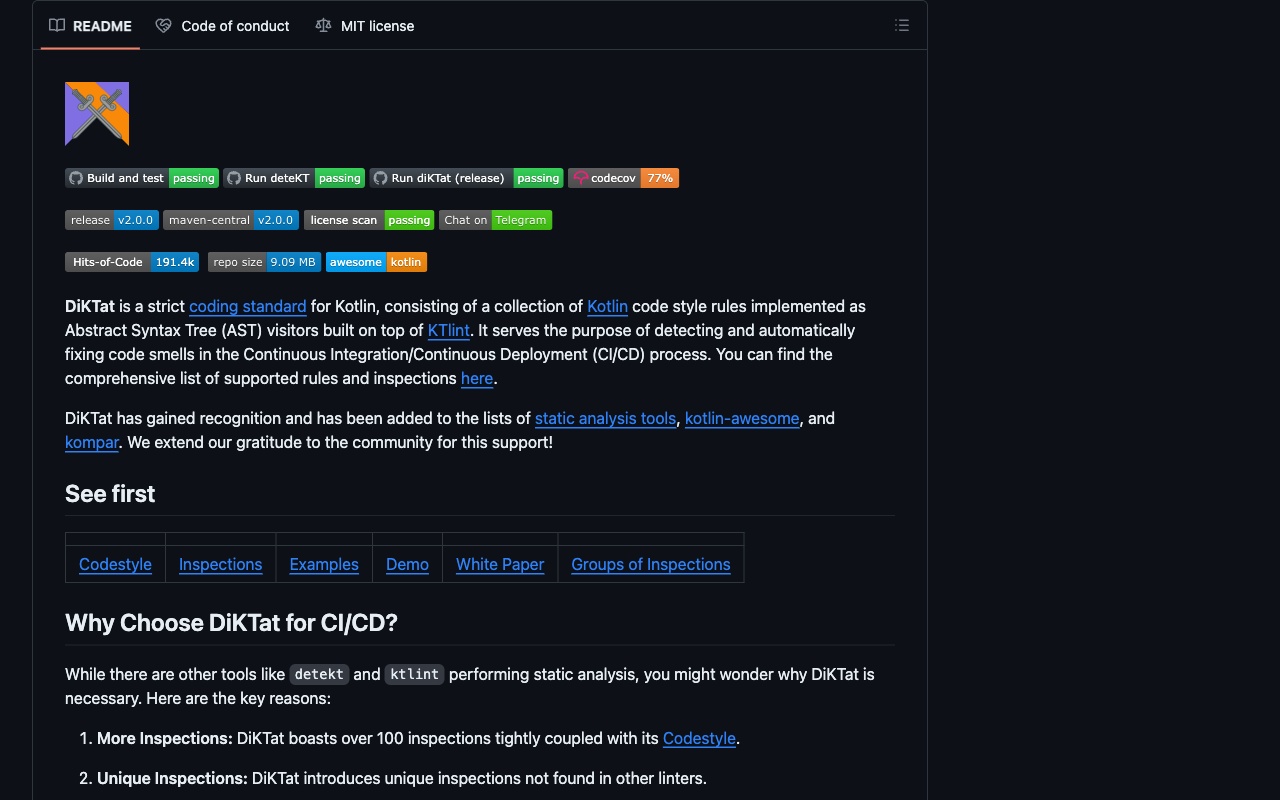 README Code of conduct MIT license
Build and test passing Run deteKT passing Run diKTat (release) passing codecov 77%
release v2.0.0 maven-central v2.0.0 license scan passing Chat on Telegram
Hits-of-Code 191.4k repo size 9.09 MB awesome kotlin
DiKTat is a strict coding standard for Kotlin, consisting of a collection of Kotlin code style rules implemented as
Abstract Syntax Tree (AST) visitors built on top of KTlint. It serves the purpose of detecting and automatically
fixing code smells in the Continuous Integration/Continuous Deployment (CI/CD) process. You can find the
comprehensive list of supported rules and inspections here.
DiKTat has gained recognition and has been added to the lists of static analysis tools, kotlin-awesome, and
kompar. We extend our gratitude to the community for this support!
See first
Codestyle Inspections Examples Demo White Paper Groups of Inspections
Why Choose DiKTat for CI/CD?
While there are other tools like detekt and ktlint performing static analysis, you might wonder why DiKTat is
necessary. Here are the key reasons:
1. More Inspections: DiKTat boasts over 100 inspections tightly coupled with its Codestyle.
2. Unique Inspections: DiKTat introduces unique inspections not found in other linters.